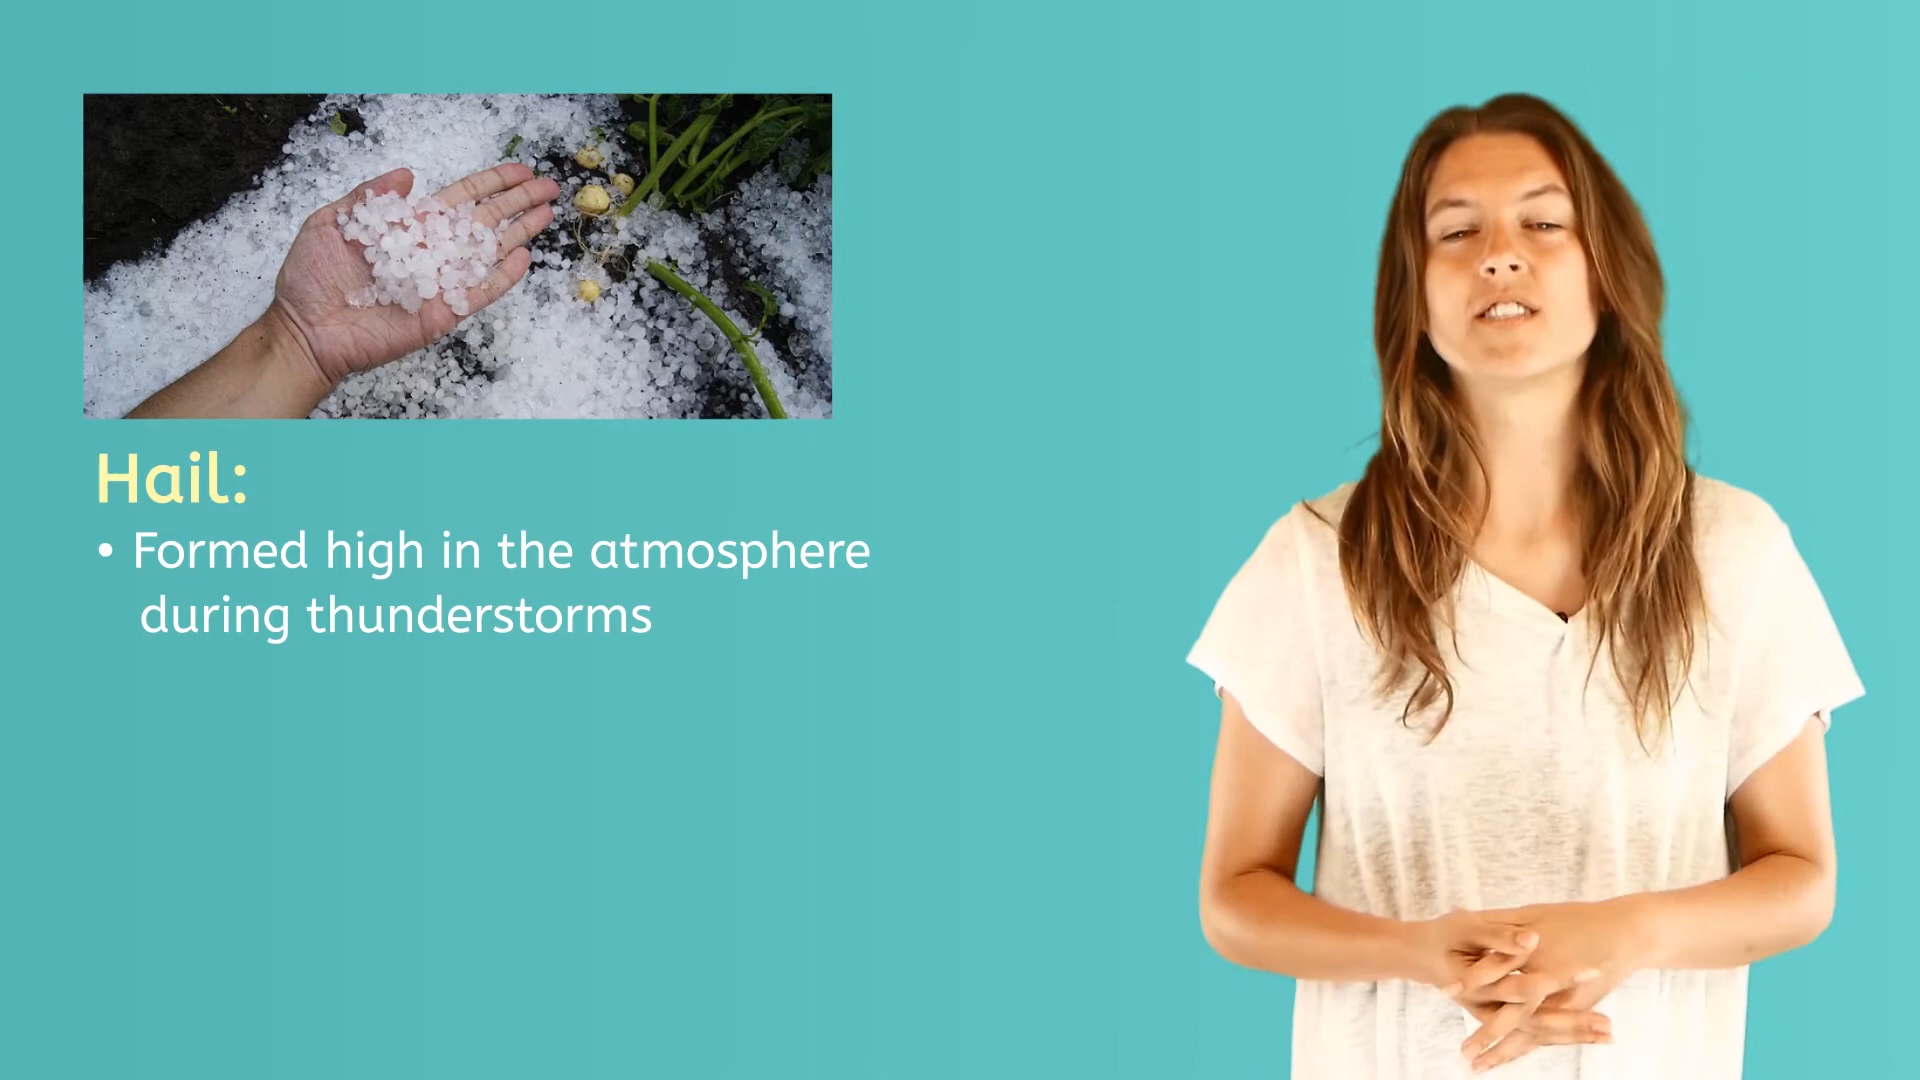 Hail:
• Formed high in the atmosphere
during thunderstorms